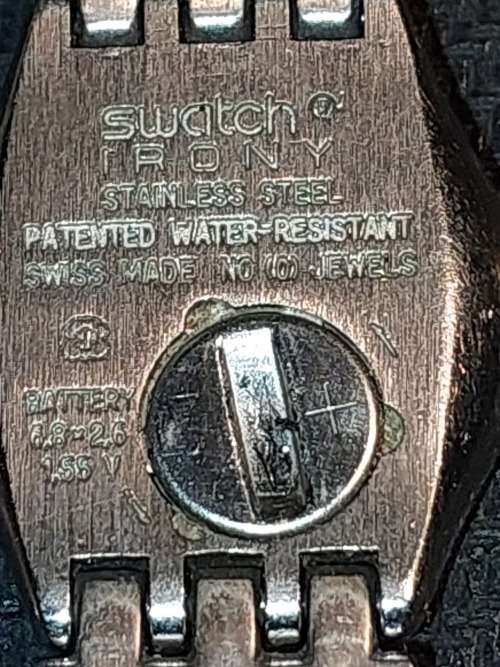 swatch
IRONY
STAINLESS STEEL
PATENTED WATER-RESISTANT
SWISS MADE NO (0) JEWELS
BATTERY
6.8 × 2.6
1.55 V